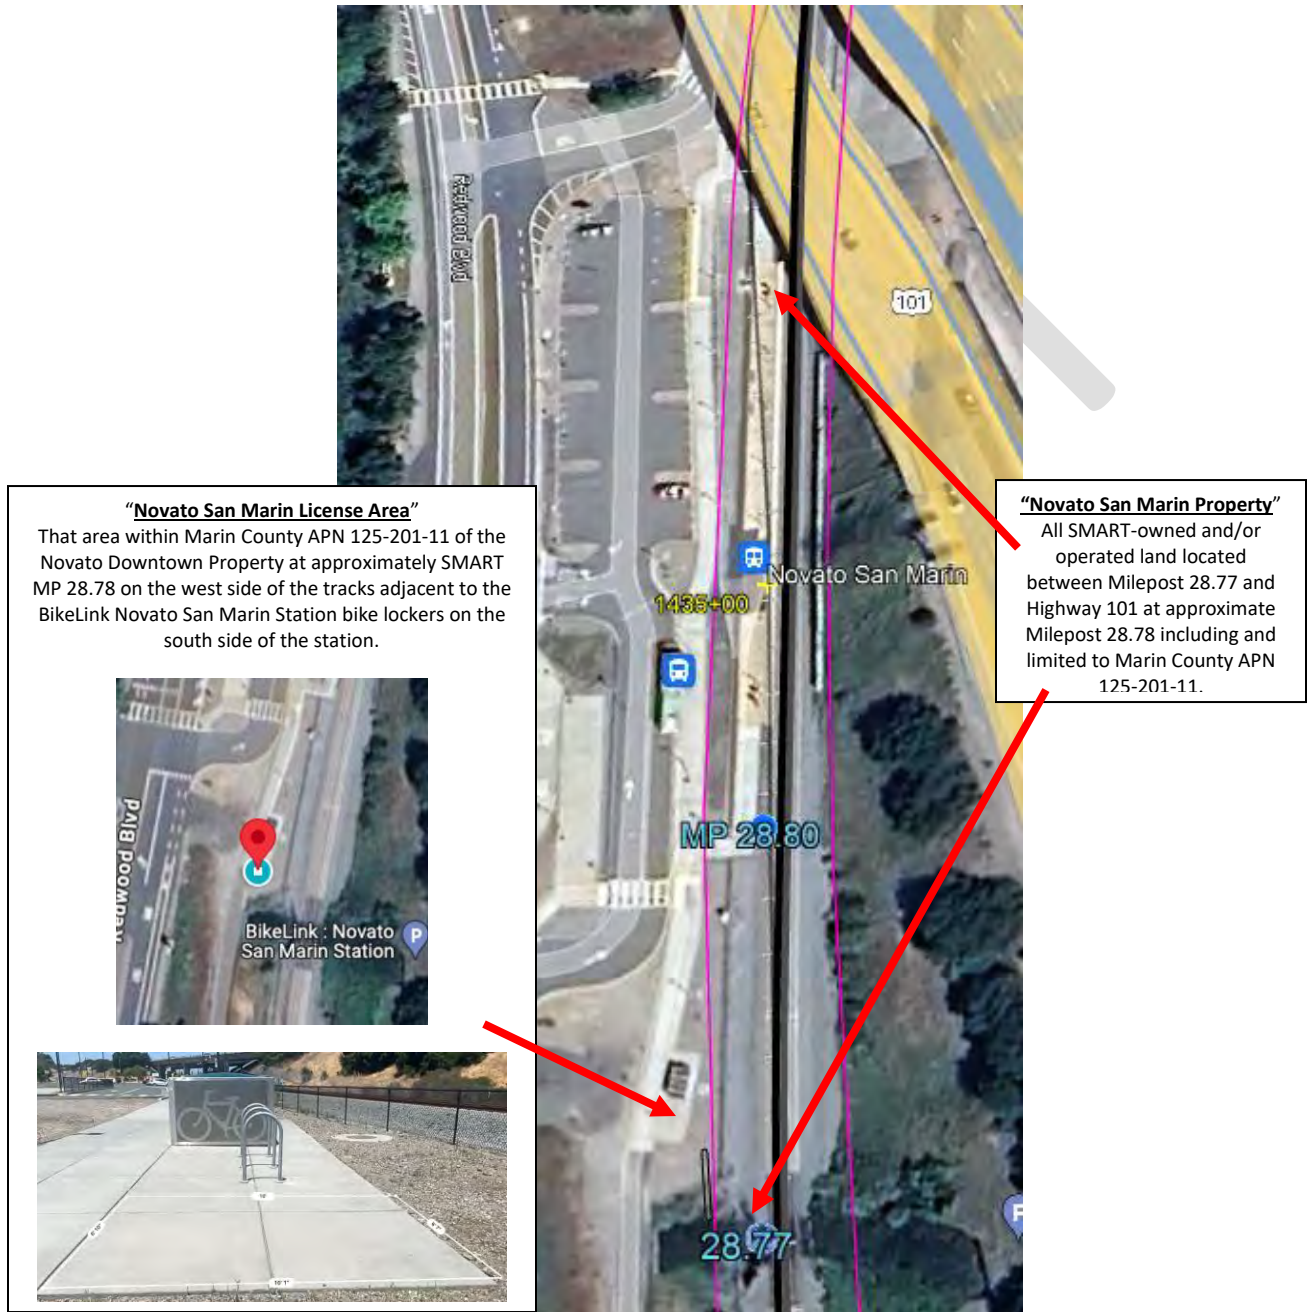 Redwood Blvd
101
"Novato San Marin License Area"
That area within Marin County APN 125-201-11 of the
Novato Downtown Property at approximately SMART
MP 28.78 on the west side of the tracks adjacent to the
BikeLink Novato San Marin Station bike lockers on the
south side of the station.
"Novato San Marin Property"
All SMART-owned and/or
operated land located
between Milepost 28.77 and
Highway 101 at approximate
Milepost 28.78 including and
limited to Marin County APN
125-201-11.
Novato San Marin
1435+00
MP 28.80
Redwood Blvd
BikeLink : Novato
San Marin Station
P
10'
10' 1"
28.77
P